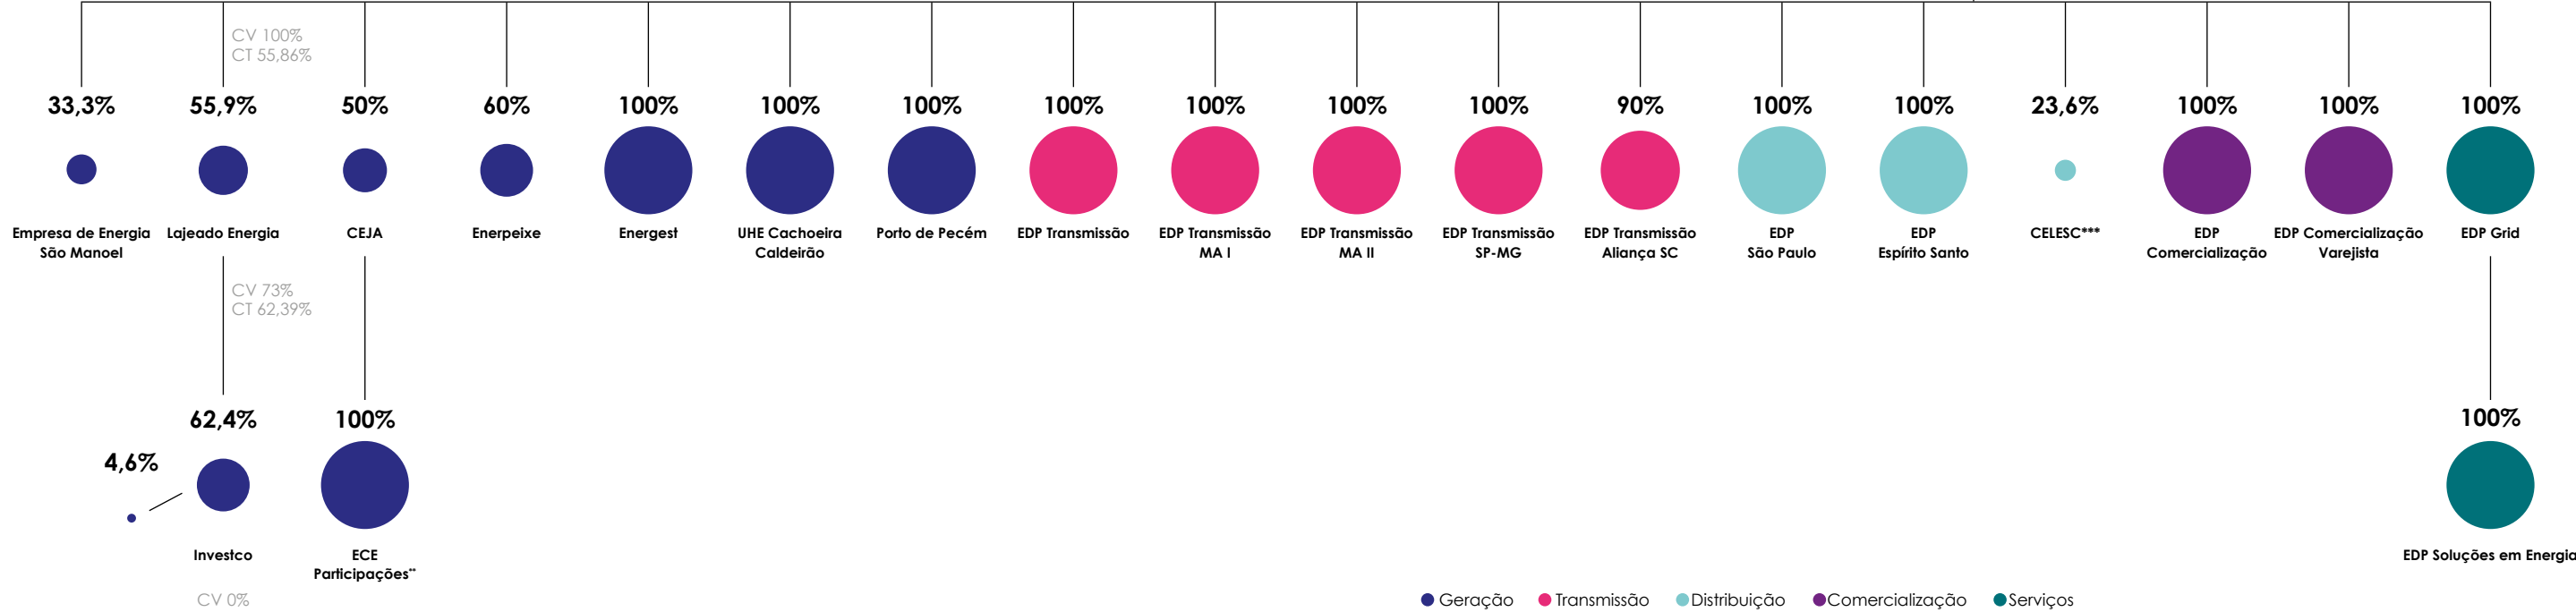 CV 100%
CT 55,86%
33,3%
55,9%
50%
60%
100%
100%
100%
100%
100%
100%
100%
90%
100%
100%
23,6%
100%
100%
100%
Empresa de Energia
São Manoel
Lajeado Energia
CEJA
Enerpeixe
Energest
UHE Cachoeira
Caldeirão
Porto de Pecém
EDP Transmissão
EDP Transmissão
MA I
EDP Transmissão
MA II
EDP Transmissão
SP-MG
EDP Transmissão
Aliança SC
EDP
São Paulo
EDP
Espírito Santo
CELESC***
EDP
Comercialização
EDP Comercialização
Varejista
EDP Grid
CV 73%
CT 62,39%
62,4%
100%
100%
4,6%
Investco
ECE
Participações**
EDP Soluções em Energia
CV 0%
Geração
Transmissão
Distribuição
Comercialização
Serviços